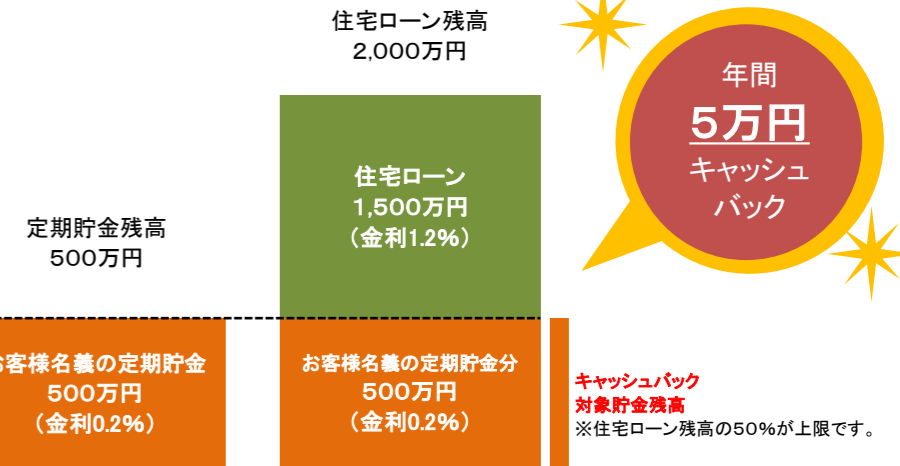 住宅ローン残高
2,000万円
年間
5万円
キャッシュ
バック
住宅ローン
1,500万円
（金利1.2%）
定期貯金残高
500万円
客様名義の定期貯金
500万円
（金利0.2%）
お客様名義の定期貯金分
500万円
（金利0.2%）
キャッシュバック
対象貯金残高
※住宅ローン残高の50%が上限です。